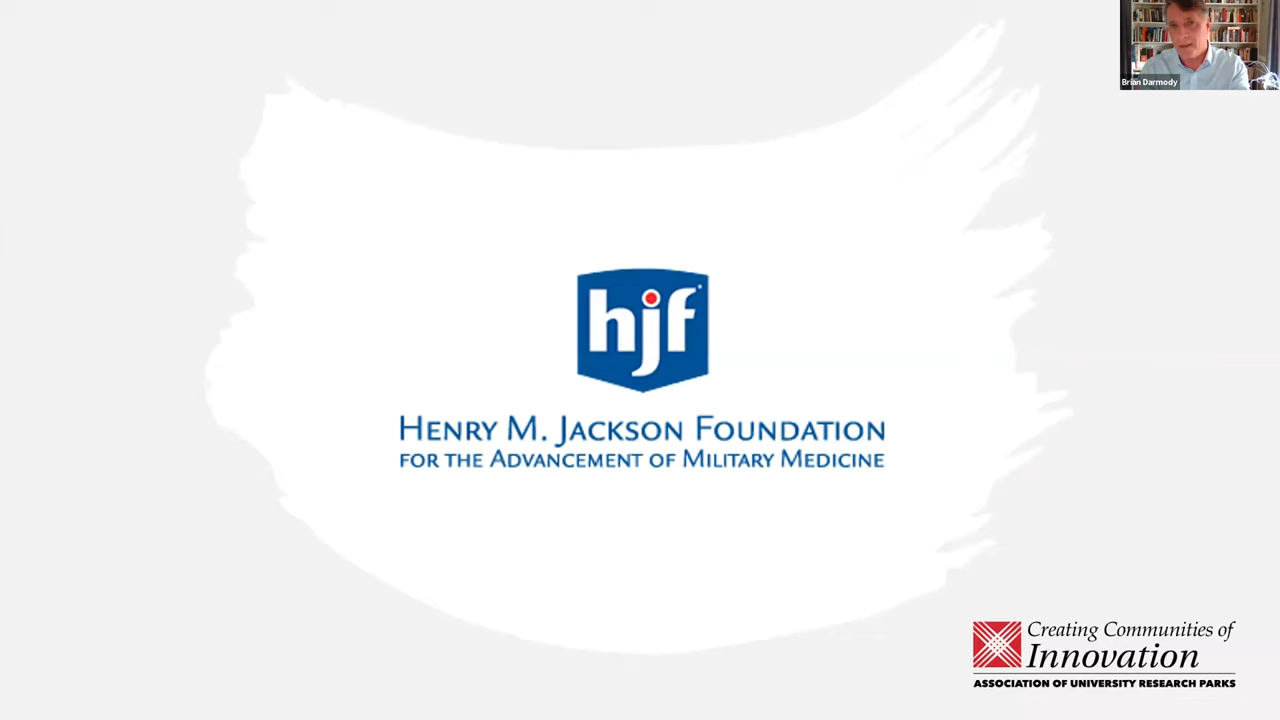 Brian Darmody
hjf
HENRY M. JACKSON FOUNDATION
FOR THE ADVANCEMENT OF MILITARY MEDICINE
Creating Communities of
Innovation
ASSOCIATION OF UNIVERSITY RESEARCH PARKS